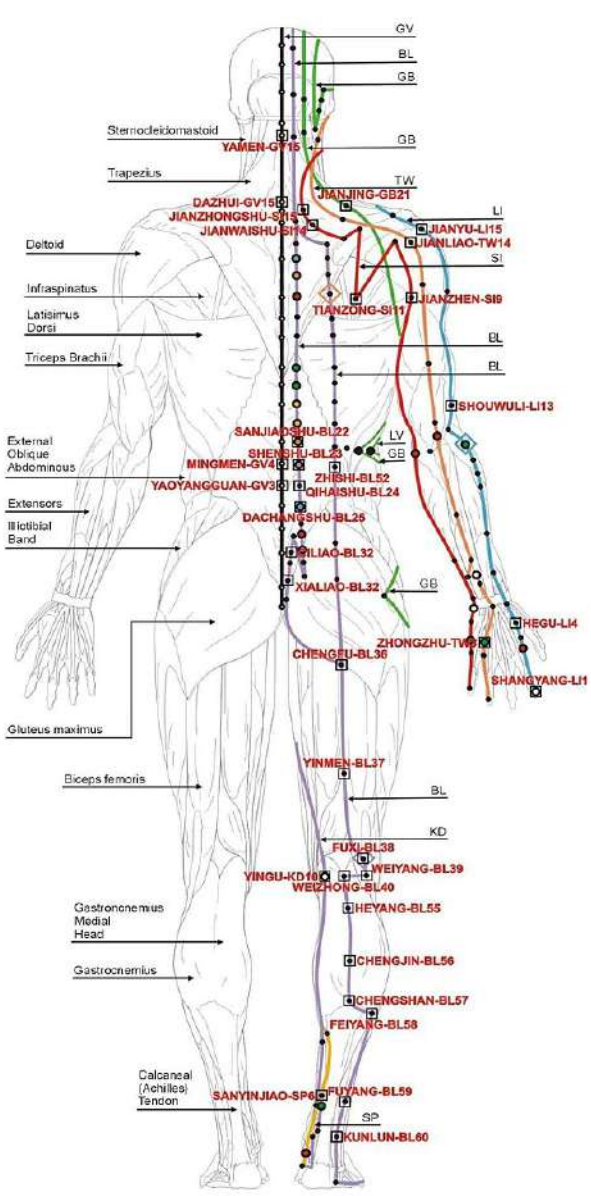 GV
BL
GB
Sternocleidomastoid
YAMEN-GV15
GB
Trapezius
TW
JIANJING-GB21
DAZHUI-GV15
JIANZHONGSHU-SI15
LI
JIANWAISHU-SI14
JIANYU-LI15
JIANLIAO-TW14
Deltoid
SI
Infraspinatus
JIANZHEN-SI9
TIANZONG-SI11
Latisimus
Dorsi
BL
Triceps Brachii
BL
SHOUWULI-LI13
SANJIAOSHU-BL22
LV
External
Oblique
Abdominous
SHENSHU-BL23
GB
MINGMEN-GV4
ZHISHI-BL52
YAOYANGGUAN-GV3
QIHAISHU-BL24
Extensors
DACHANGSHU-BL25
Illiotibial
Band
CILIAO-BL32
XIALIAO-BL32
GB
HEGU-LI4
ZHONGZHU-TW3
CHENGFU-BL36
SHANGYANG-LI1
Gluteus maximus
YINMEN-BL37
Biceps femoris
BL
KD
FUXI-BL38
WEIYANG-BL39
YINGU-KD10
WEIZHONG-BL40
Gastroncnemius
Medial
Head
HEYANG-BL55
CHENGJIN-BL56
Gastrocnemius
CHENGSHAN-BL57
FEIYANG-BL58
Calcaneal
(Achilles)
Tendon
SANYINJIAO-SP6
FUYANG-BL59
SP
KUNLUN-BL60